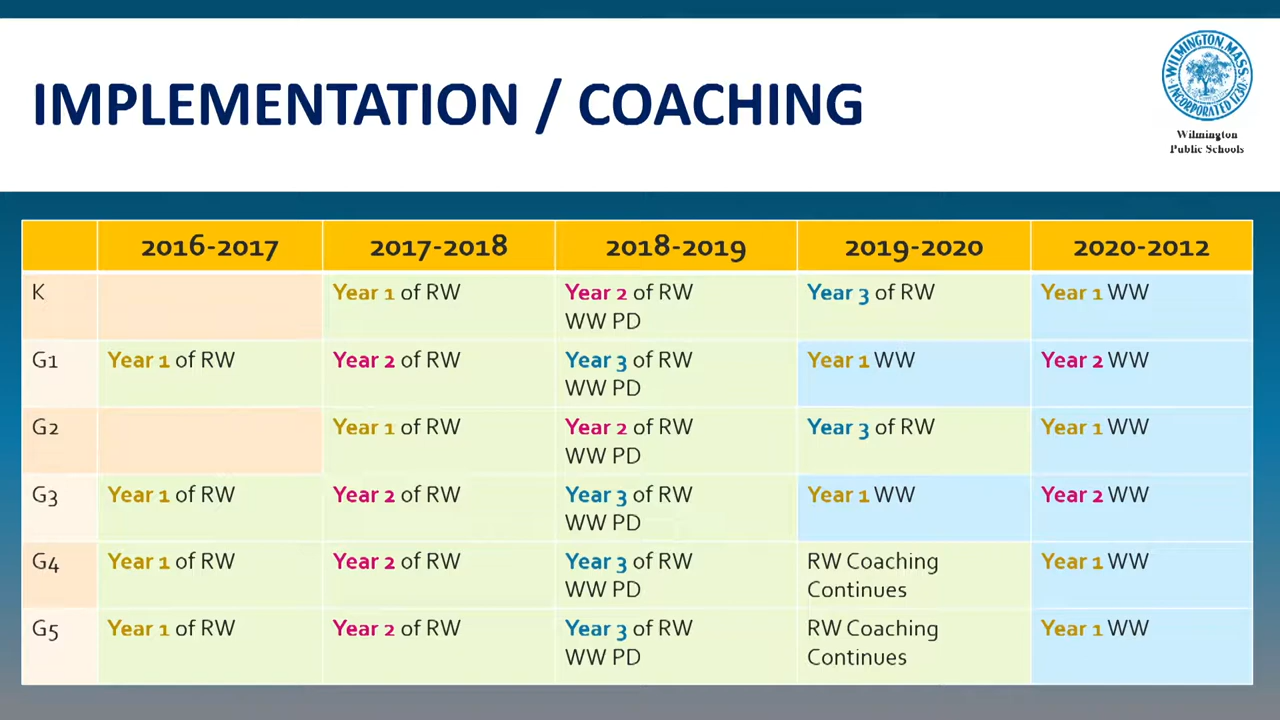 IMPLEMENTATION / COACHING
WILMINGTON, MASS.
INCORPORATED 1730
Wilmington
Public Schools
2016-2017 2017-2018 2018-2019 2019-2020 2020-2012
K Year 1 of RW Year 2 of RW Year 3 of RW Year 1 WW
WW PD
G1 Year 1 of RW Year 2 of RW Year 3 of RW Year 1 WW Year 2 WW
WW PD
G2 Year 1 of RW Year 2 of RW Year 3 of RW Year 1 WW
WW PD
G3 Year 1 of RW Year 2 of RW Year 3 of RW Year 1 WW Year 2 WW
WW PD
G4 Year 1 of RW Year 2 of RW Year 3 of RW RW Coaching Year 1 WW
WW PD Continues
G5 Year 1 of RW Year 2 of RW Year 3 of RW RW Coaching Year 1 WW
WW PD Continues